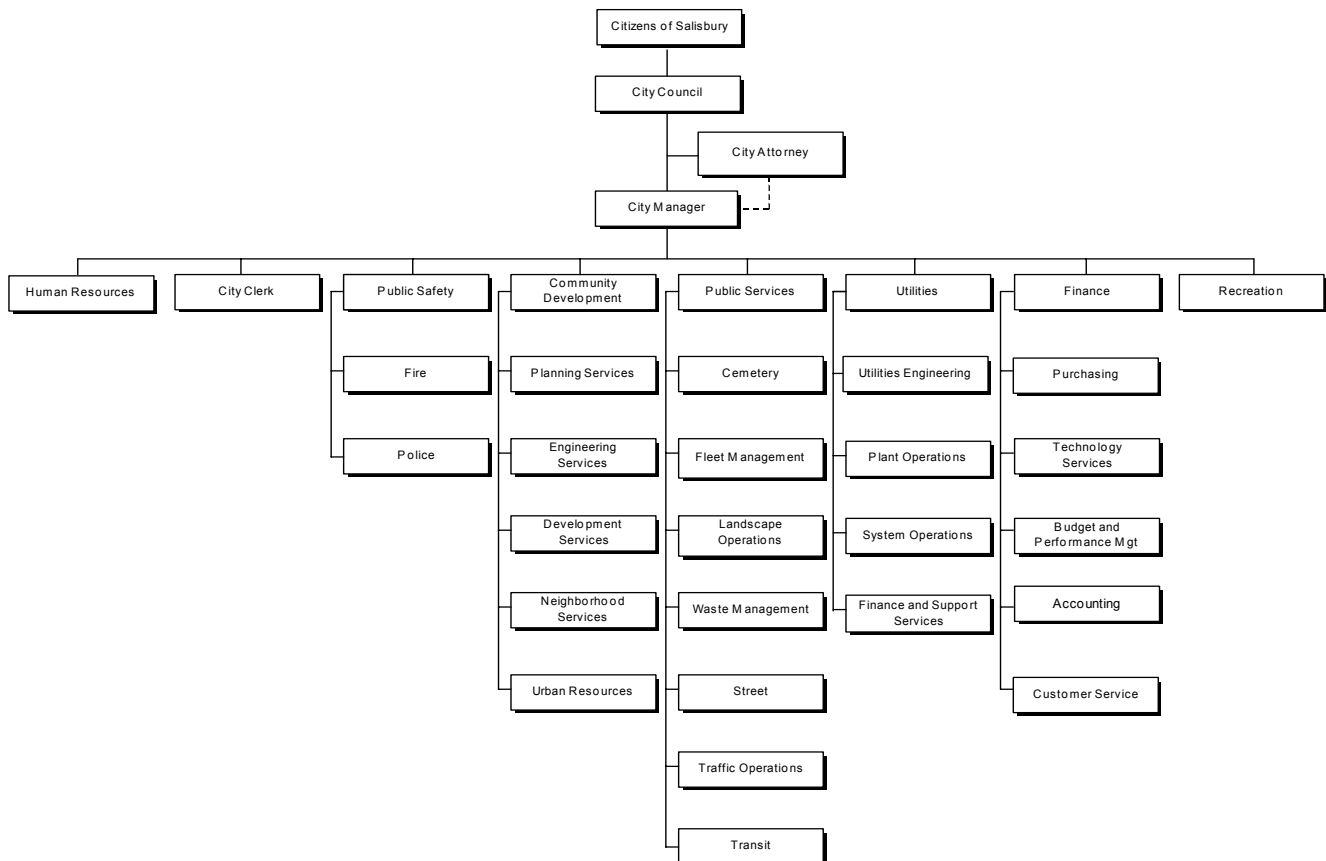 Citizens of Salisbury
City Council
City Attorney
City Manager
Human Resources
City Clerk
Public Safety
Community
Development
Public Services
Utilities
Finance
Recreation
Fire
Planning Services
Cemetery
Utilities Engineering
Purchasing
Police
Engineering
Services
Fleet Management
Plant Operations
Technology
Services
Development
Services
Landscape
Operations
System Operations
Budget and
Performance Mgt
Neighborhood
Services
Waste Management
Finance and Support
Services
Accounting
Urban Resources
Street
Customer Service
Traffic Operations
Transit